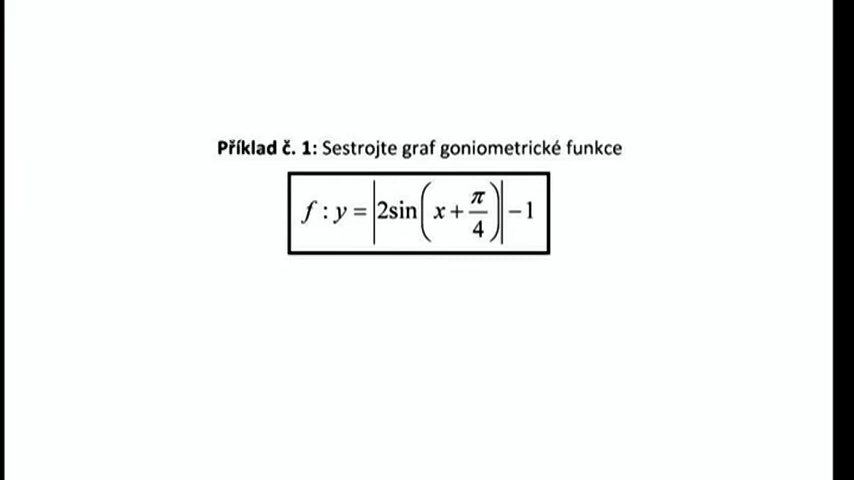 Příklad č. 1: Sestrojte graf goniometrické funkce
f : y = |2sin(x + π/4)| − 1